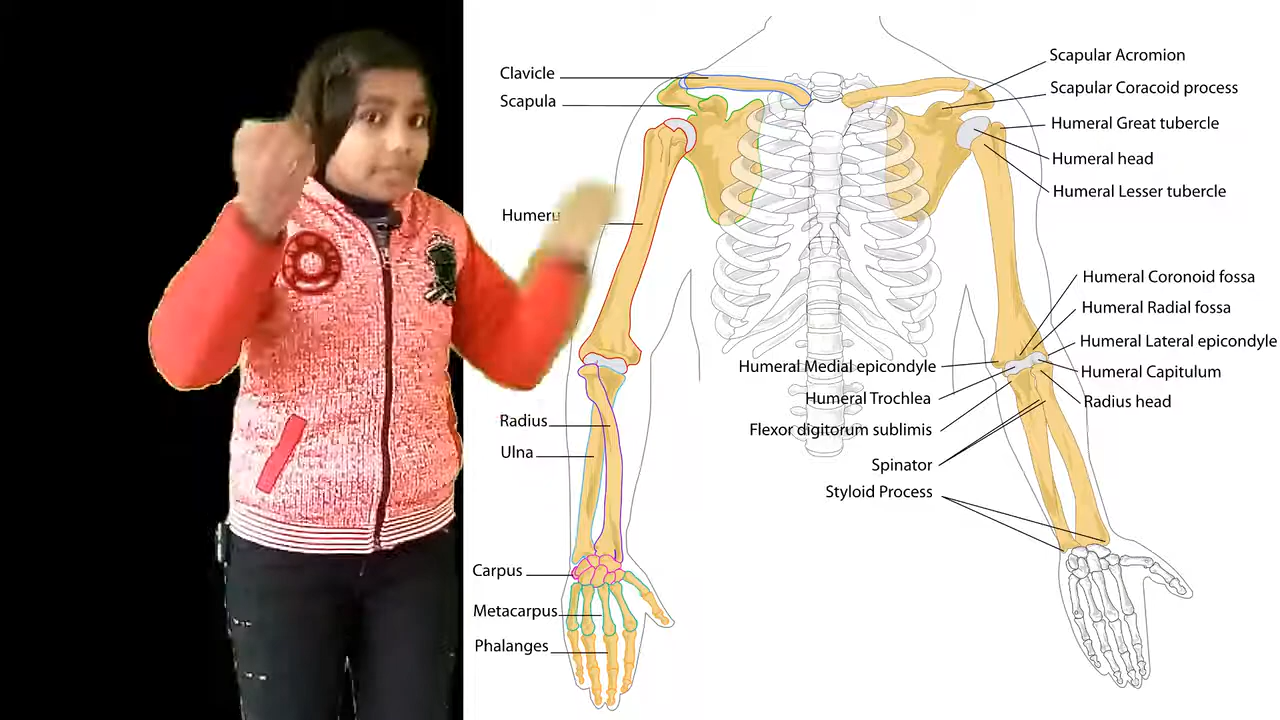 Clavicle
Scapula
Radius
Ulna
Carpus
Metacarpus
Phalanges
Scapular Acromion
Scapular Coracoid process
Humeral Great tubercle
Humeral head
Humeral Lesser tubercle
Humeral Coronoid fossa
Humeral Radial fossa
Humeral Lateral epicondyle
Humeral Capitulum
Radius head
Humeral Medial epicondyle
Humeral Trochlea
Flexor digitorum sublimis
Spinator
Styloid Process